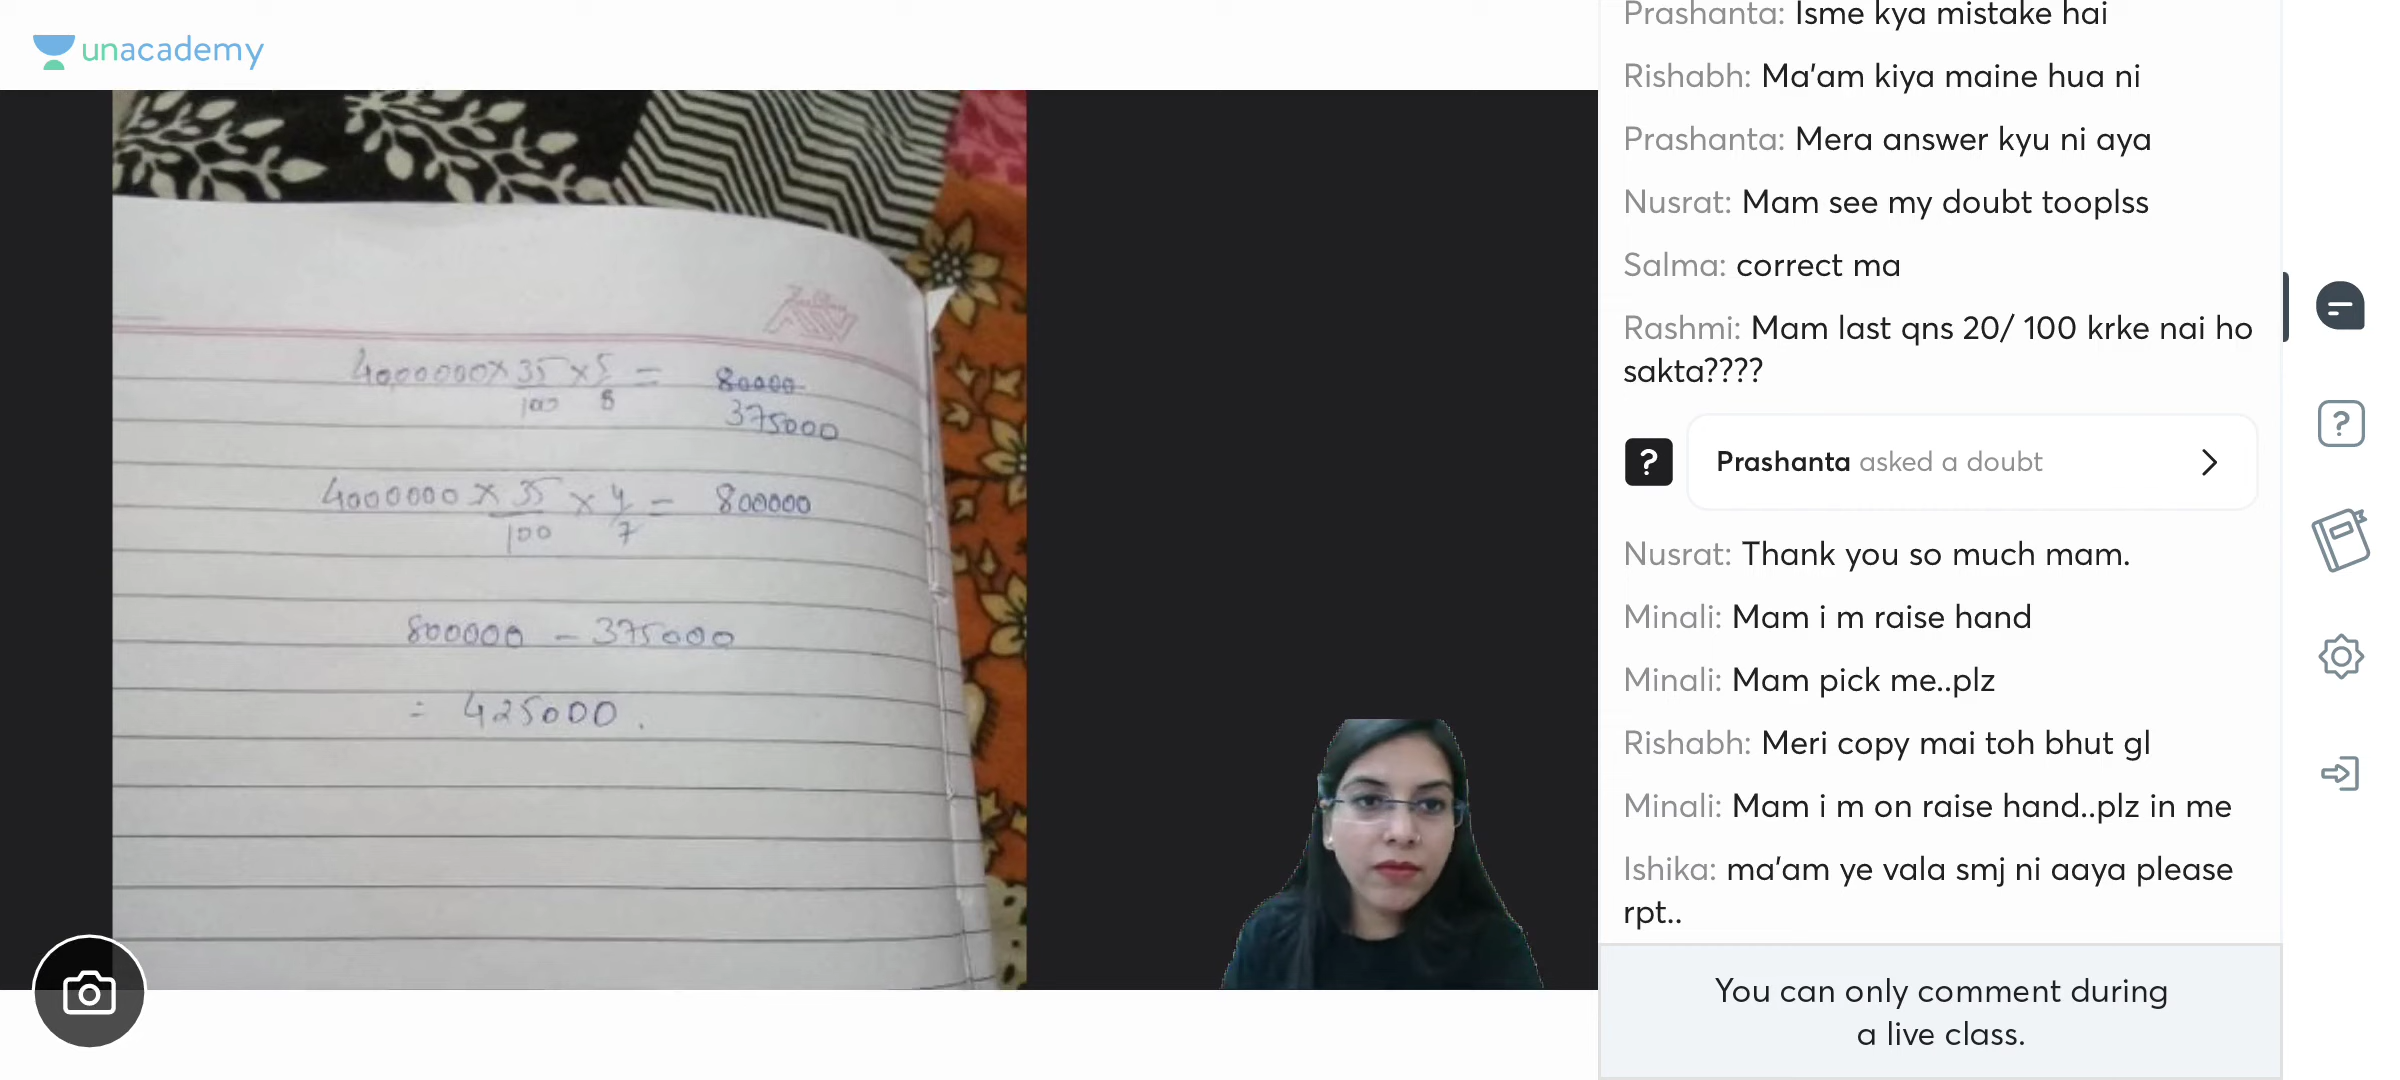 unacademy
4000000 × 35/100 × 5/8 = 80000
375000
4000000 × 35/100 × 4/7 = 800000
800000 - 375000
= 425000.
Prashanta: Isme kya mistake hai
Rishabh: Ma'am kiya maine hua ni
Prashanta: Mera answer kyu ni aya
Nusrat: Mam see my doubt tooplss
Salma: correct ma
Rashmi: Mam last qns 20/ 100 krke nai ho
sakta????
? Prashanta asked a doubt
Nusrat: Thank you so much mam.
Minali: Mam i m raise hand
Minali: Mam pick me..plz
Rishabh: Meri copy mai toh bhut gl
Minali: Mam i m on raise hand..plz in me
Ishika: ma'am ye vala smj ni aaya please
rpt..
You can only comment during
a live class.
?